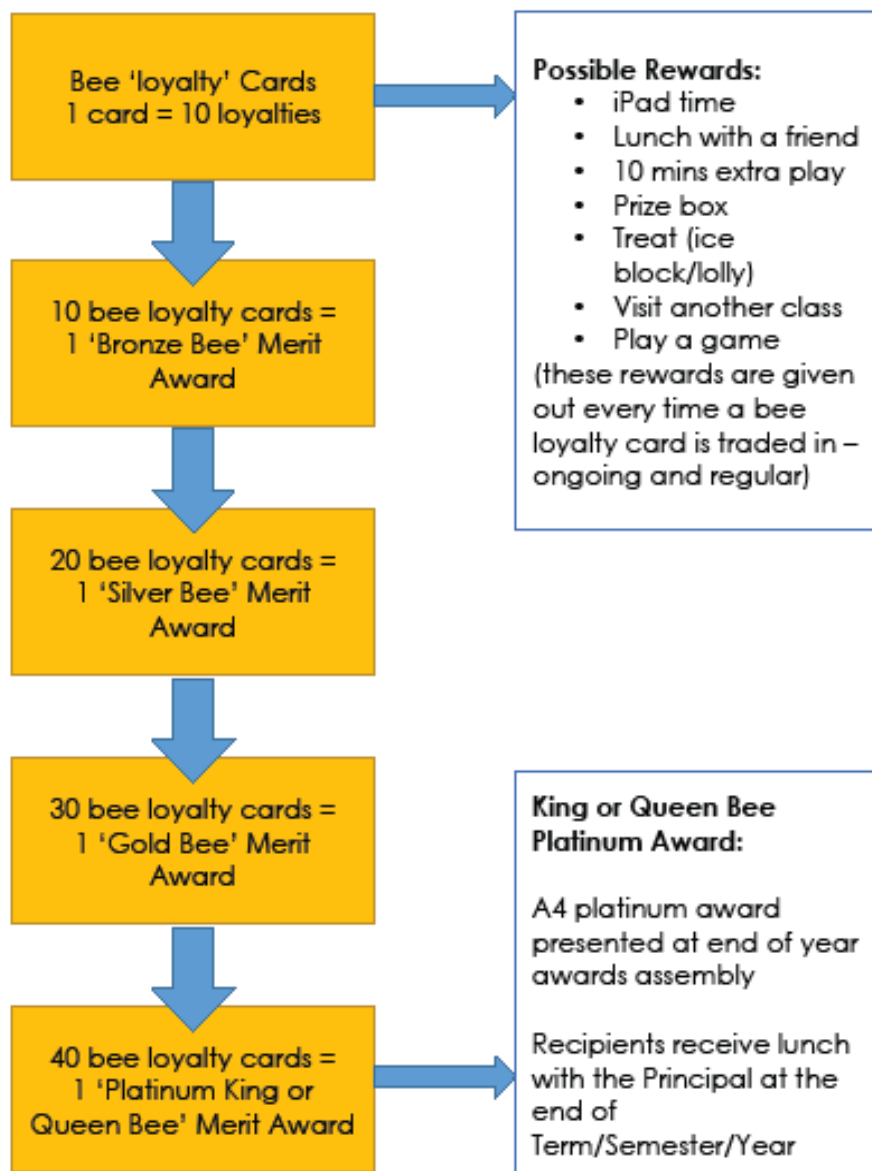 Bee ‘loyalty’ Cards
1 card = 10 loyalties
Possible Rewards:
• iPad time
• Lunch with a friend
• 10 mins extra play
• Prize box
• Treat (ice
block/lolly)
• Visit another class
• Play a game
(these rewards are given
out every time a bee
loyalty card is traded in –
ongoing and regular)
10 bee loyalty cards =
1 ‘Bronze Bee’ Merit
Award
20 bee loyalty cards =
1 ‘Silver Bee’ Merit
Award
30 bee loyalty cards =
1 ‘Gold Bee’ Merit
Award
40 bee loyalty cards =
1 ‘Platinum King or
Queen Bee’ Merit Award
King or Queen Bee
Platinum Award:
A4 platinum award
presented at end of year
awards assembly
Recipients receive lunch
with the Principal at the
end of
Term/Semester/Year